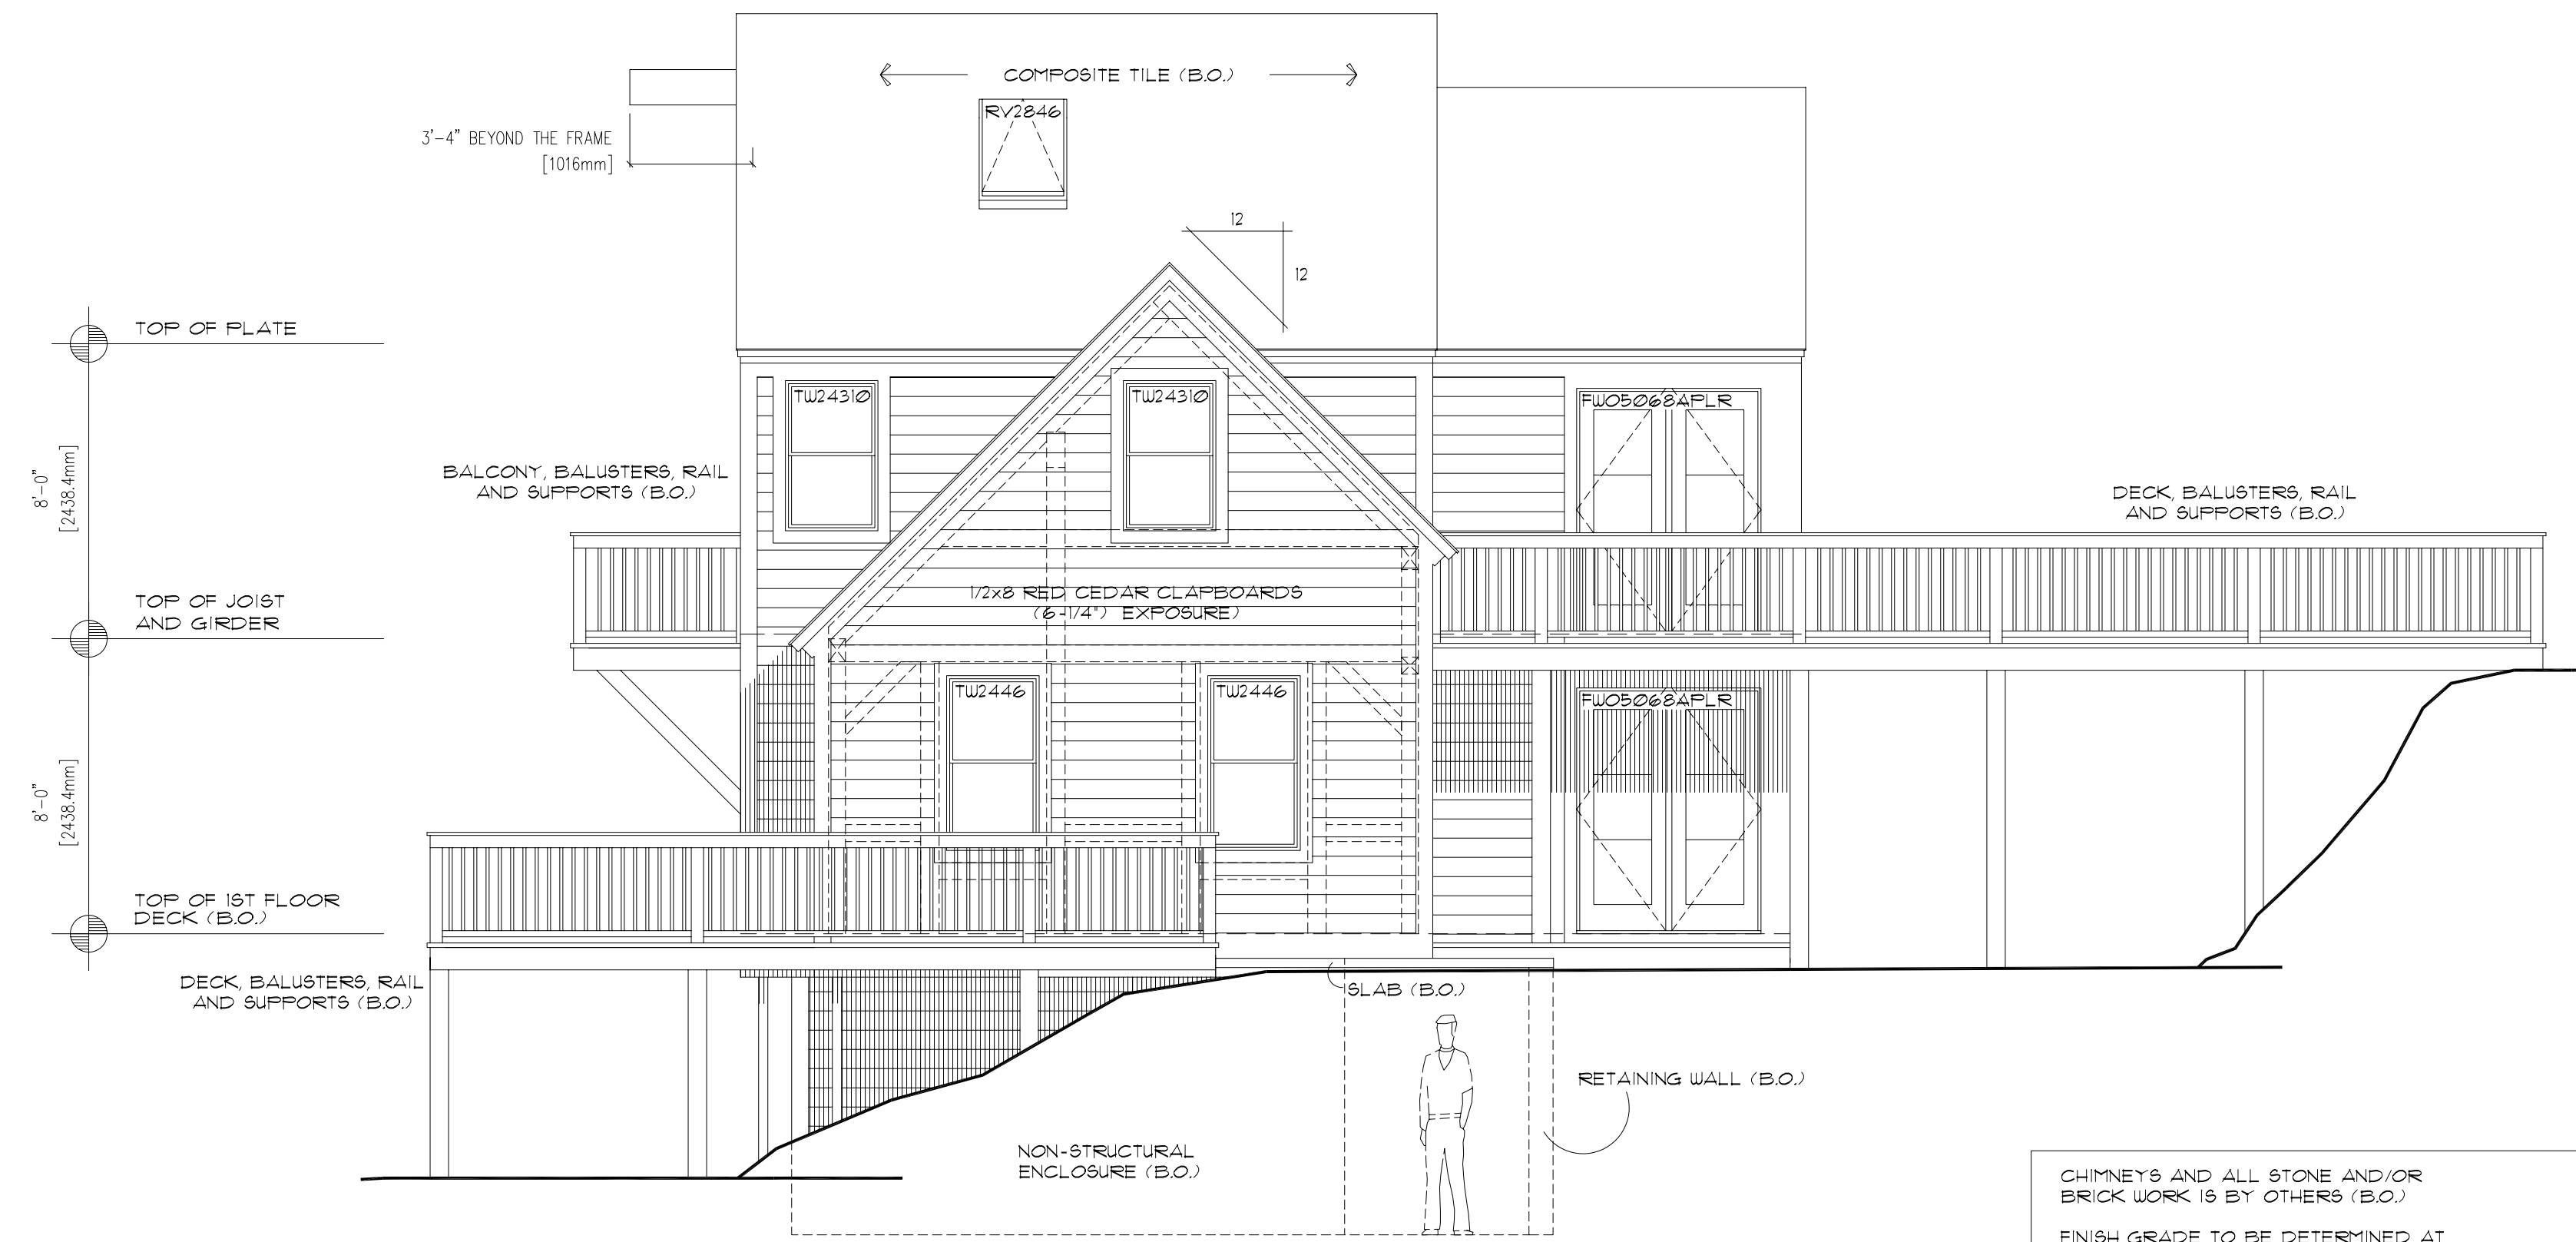 COMPOSITE TILE (B.O.)
RV2846
3'-4" BEYOND THE FRAME
[1016mm]
12
12
TOP OF PLATE
TW24310
TW24310
FWO5068APLR
8'-0"
[2438.4mm]
BALCONY, BALUSTERS, RAIL
AND SUPPORTS (B.O.)
DECK, BALUSTERS, RAIL
AND SUPPORTS (B.O.)
1/2x8 RED CEDAR CLAPBOARDS
(6-1/4") EXPOSURE)
TOP OF JOIST
AND GIRDER
TW2446
TW2446
FWO5068APLR
8'-0"
[2438.4mm]
TOP OF 1ST FLOOR
DECK (B.O.)
DECK, BALUSTERS, RAIL
AND SUPPORTS (B.O.)
SLAB (B.O.)
RETAINING WALL (B.O.)
NON-STRUCTURAL
ENCLOSURE (B.O.)
CHIMNEYS AND ALL STONE AND/OR
BRICK WORK IS BY OTHERS (B.O.)
FINISH GRADE TO BE DETERMINED AT